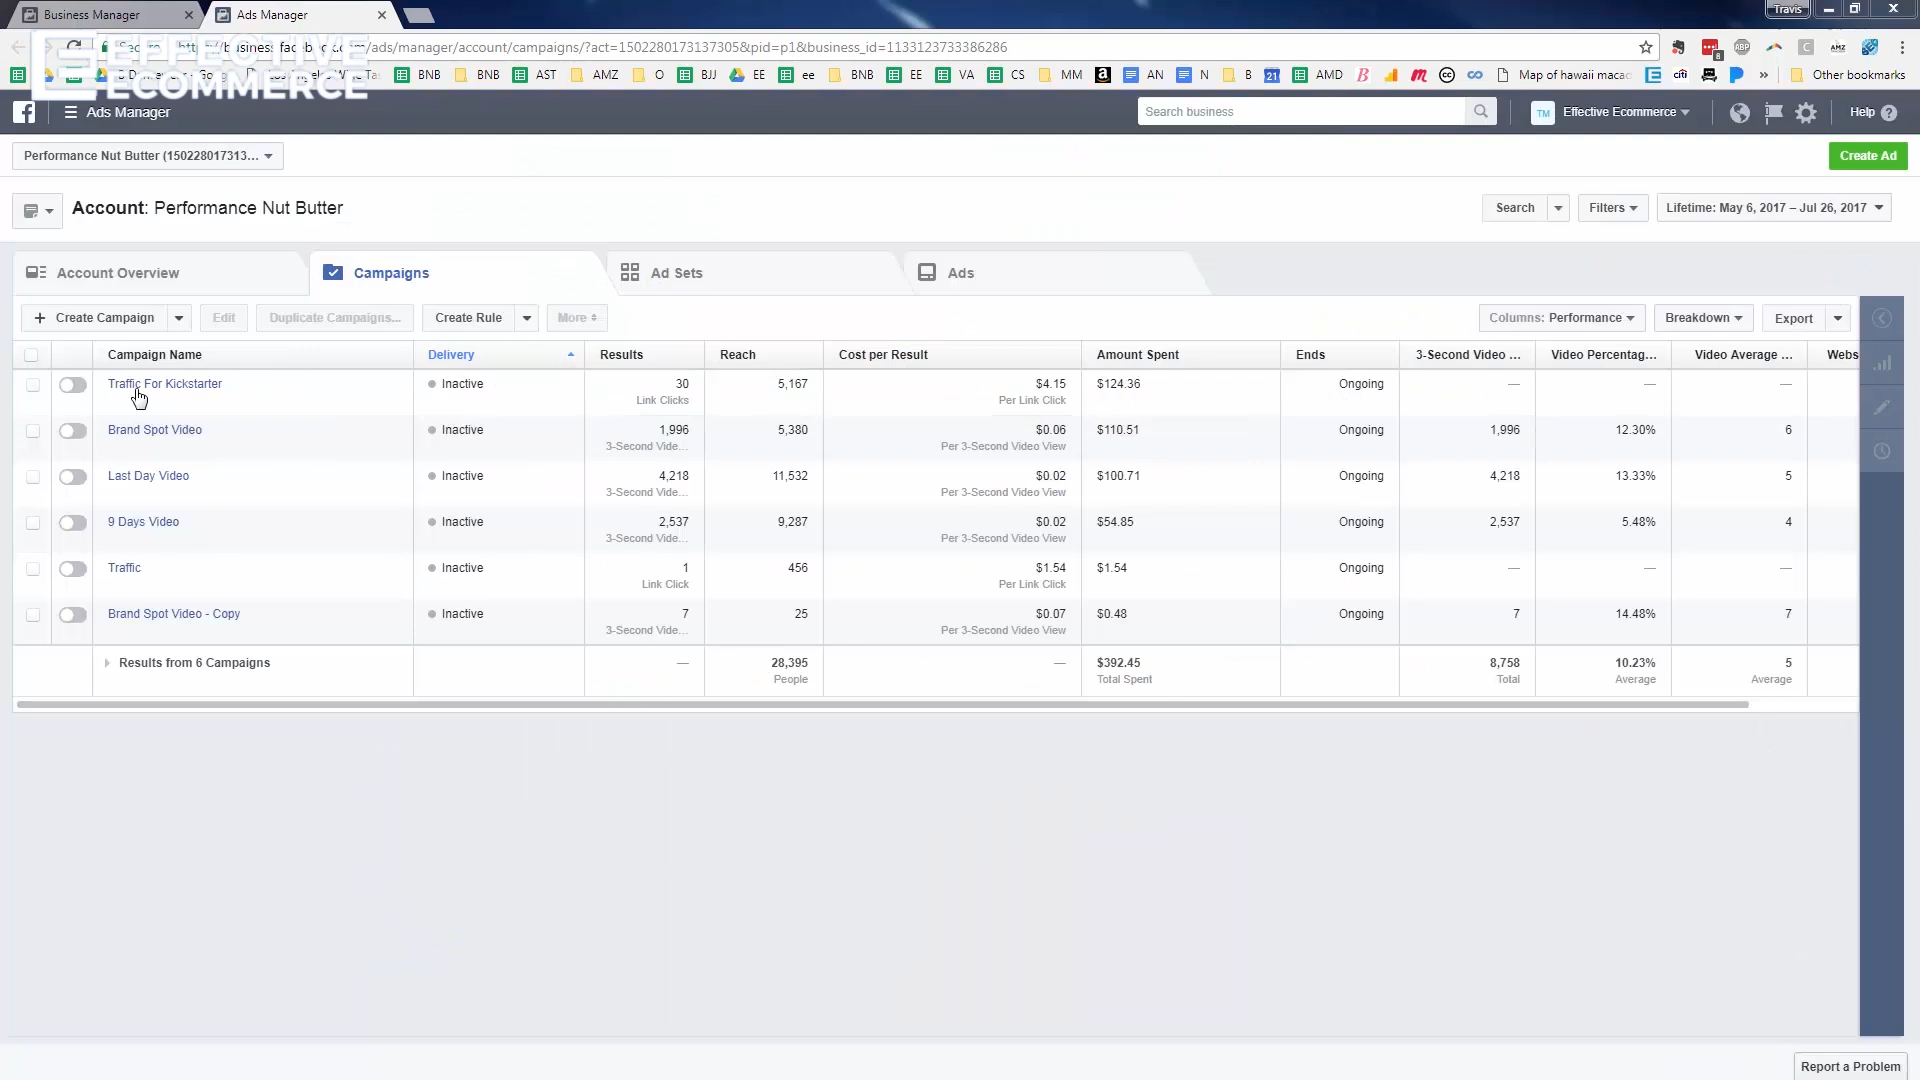 Business Manager
Ads Manager
Travis
EFFECTIVE
ECOMMERCE
Secure
https://business.facebook.com/ads/manager/account/campaigns/?act=1502280173137305&pid=p1&business_id=1133123733386286
BNB BNB AST AMZ O BJJ EE ee BNB EE VA CS MM AN N B 21 AMD Map of hawaii macad Other bookmarks
Ads Manager
Search business
TM Effective Ecommerce
Help
Performance Nut Butter (150228017313...
Create Ad
Account: Performance Nut Butter
Search
Filters
Lifetime: May 6, 2017 – Jul 26, 2017
Account Overview
Campaigns
Ad Sets
Ads
+ Create Campaign
Edit
Duplicate Campaigns...
Create Rule
More
Columns: Performance
Breakdown
Export
Campaign Name Delivery Results Reach Cost per Result Amount Spent Ends 3-Second Video ... Video Percentag... Video Average ... Webs
Traffic For Kickstarter Inactive 30 5,167 $4.15 $124.36 Ongoing — — —
Link Clicks Per Link Click
Brand Spot Video Inactive 1,996 5,380 $0.06 $110.51 Ongoing 1,996 12.30% 6
3-Second Vide... Per 3-Second Video View
Last Day Video Inactive 4,218 11,532 $0.02 $100.71 Ongoing 4,218 13.33% 5
3-Second Vide... Per 3-Second Video View
9 Days Video Inactive 2,537 9,287 $0.02 $54.85 Ongoing 2,537 5.48% 4
3-Second Vide... Per 3-Second Video View
Traffic Inactive 1 456 $1.54 $1.54 Ongoing — — —
Link Click Per Link Click
Brand Spot Video - Copy Inactive 7 25 $0.07 $0.48 Ongoing 7 14.48% 7
3-Second Vide... Per 3-Second Video View
Results from 6 Campaigns — 28,395 — $392.45 8,758 10.23% 5
People Total Spent Total Average Average
Report a Problem